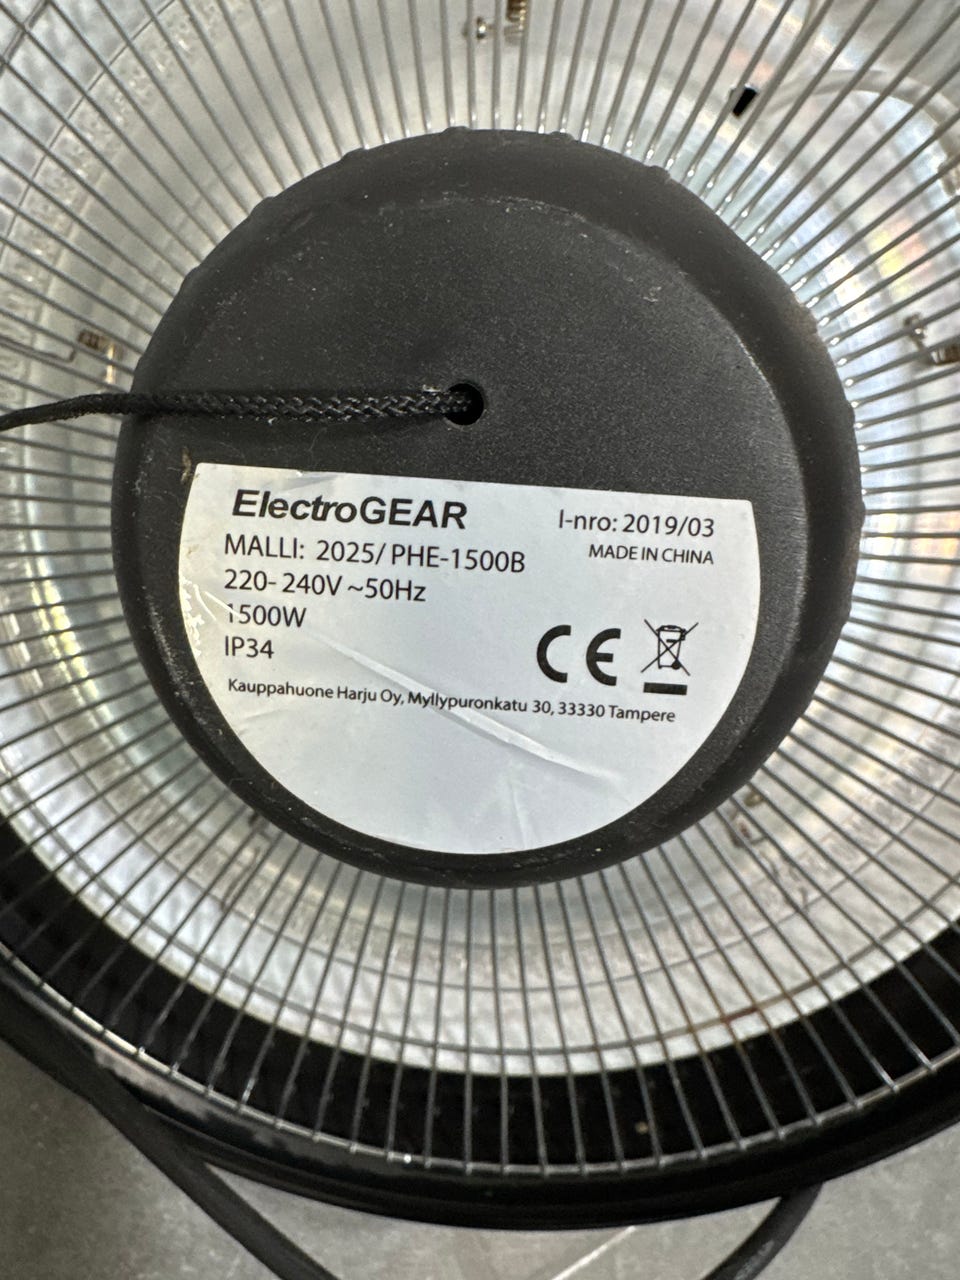 ElectroGEAR
I-nro: 2019/03
MALLI: 2025/ PHE-1500B
MADE IN CHINA
220- 240V ~50Hz
1500W
IP34
CE
Kauppahuone Harju Oy, Myllypuronkatu 30, 33330 Tampere